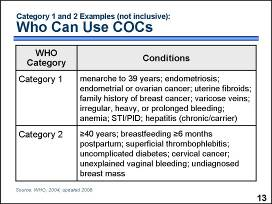 Category 1 and 2 Examples (not inclusive):
Who Can Use COCs
WHO
Category
Conditions
Category 1
menarche to 39 years; endometriosis;
endometrial or ovarian cancer; uterine fibroids;
family history of breast cancer; varicose veins;
irregular, heavy, or prolonged bleeding;
anemia; STI/PID; hepatitis (chronic/carrier)
Category 2
≥40 years; breastfeeding ≥6 months
postpartum; superficial thrombophlebitis;
uncomplicated diabetes; cervical cancer;
unexplained vaginal bleeding; undiagnosed
breast mass
Source: WHO, 2004; updated 2008.
13